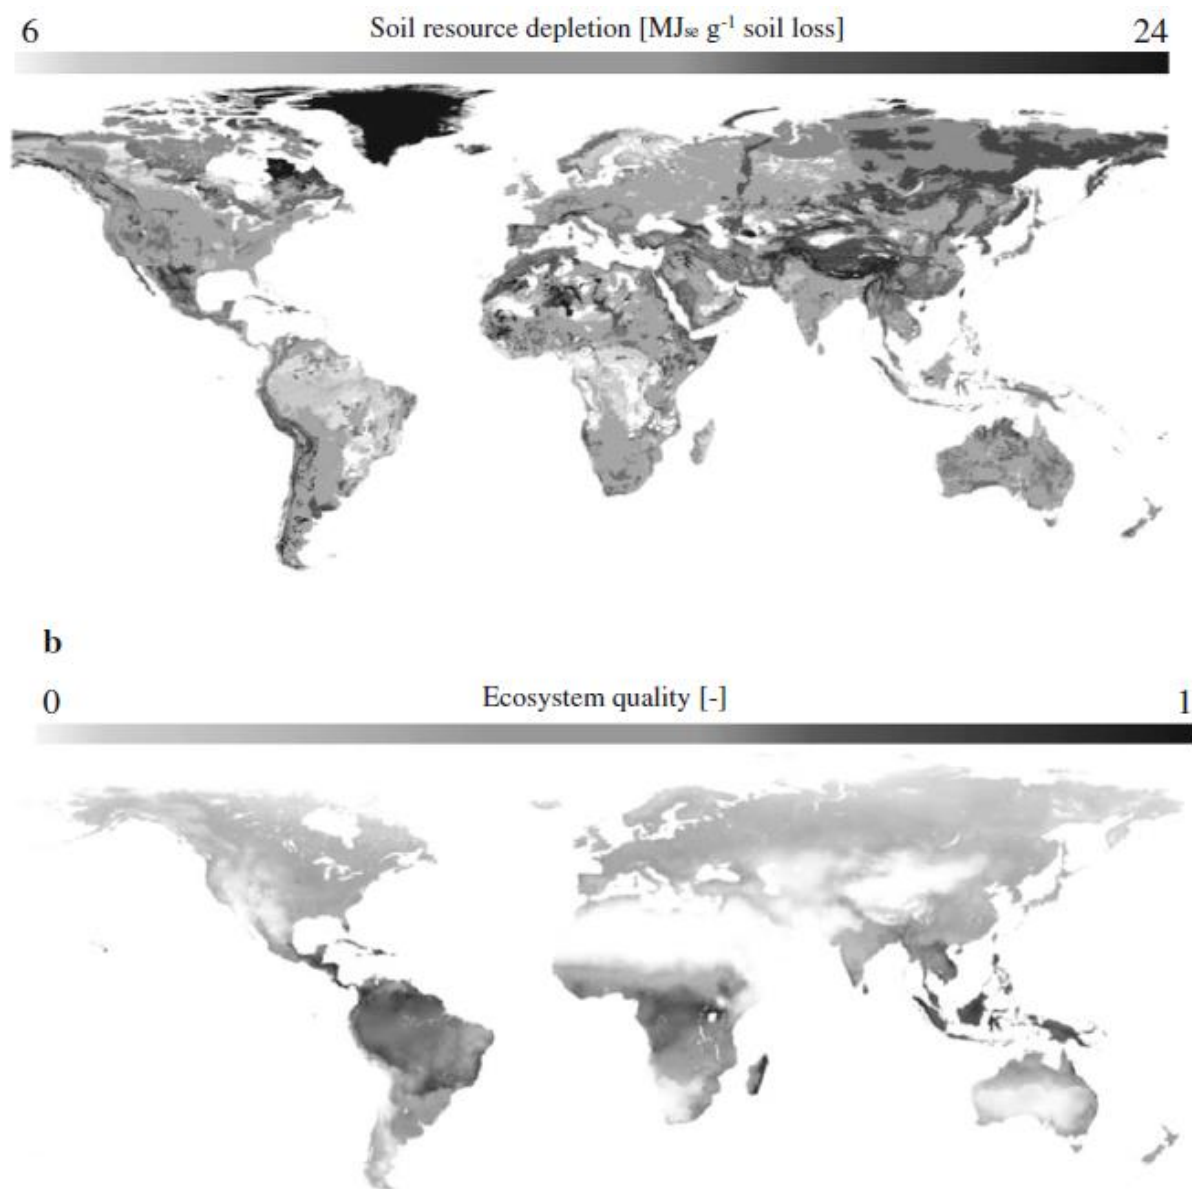 6 Soil resource depletion [MJse g-1 soil loss] 24
b
0 Ecosystem quality [-] 1